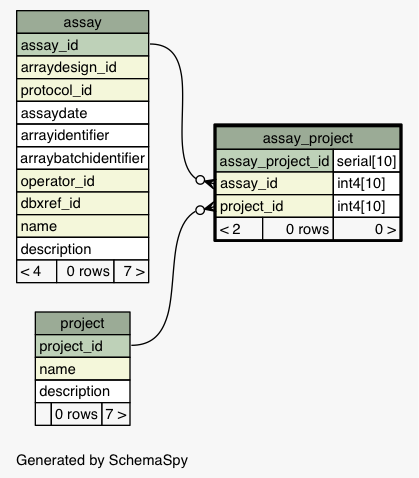 assay
assay_id
arraydesign_id
protocol_id
assaydate
arrayidentifier
arraybatchidentifier
operator_id
dbxref_id
name
description
< 4 0 rows 7 >
assay_project
assay_project_id serial[10]
assay_id int4[10]
project_id int4[10]
< 2 0 rows 0 >
project
project_id
name
description
0 rows 7 >
Generated by SchemaSpy